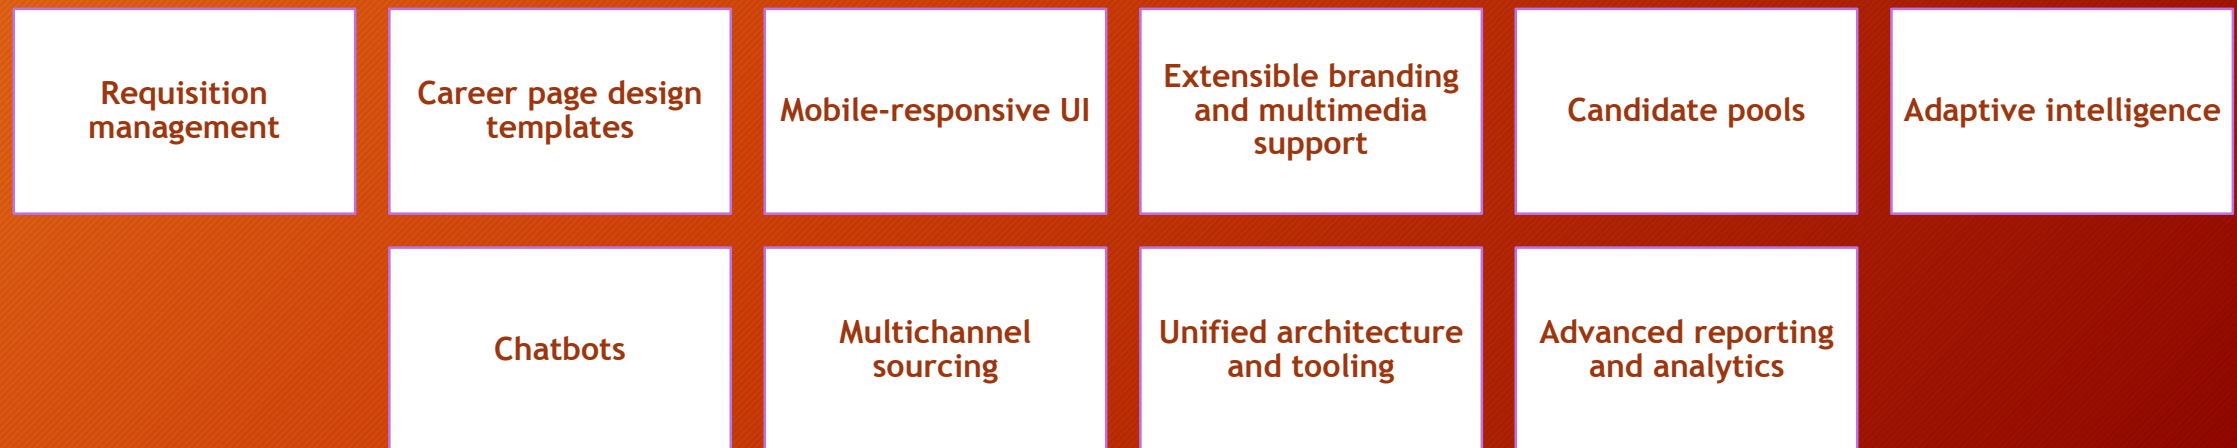 Requisition
management
Career page design
templates
Mobile-responsive UI
Extensible branding
and multimedia
support
Candidate pools
Adaptive intelligence
Chatbots
Multichannel
sourcing
Unified architecture
and tooling
Advanced reporting
and analytics